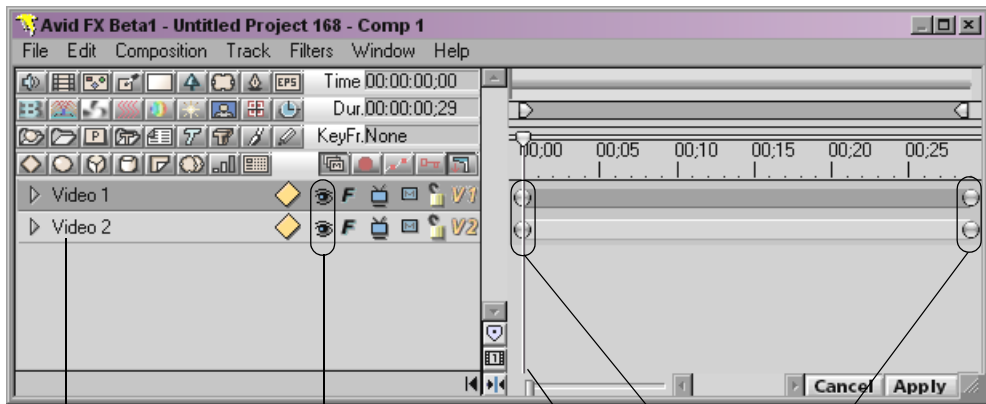 Avid FX Beta1 - Untitled Project 168 - Comp 1
File Edit Composition Track Filters Window Help
EPS Time 00:00:00;00
Dur. 00:00:00;29
P T T KeyFr. None
00;00 00;05 00;10 00;15 00;20 00;25
Video 1 F M V1
Video 2 F M V2
1
Cancel Apply